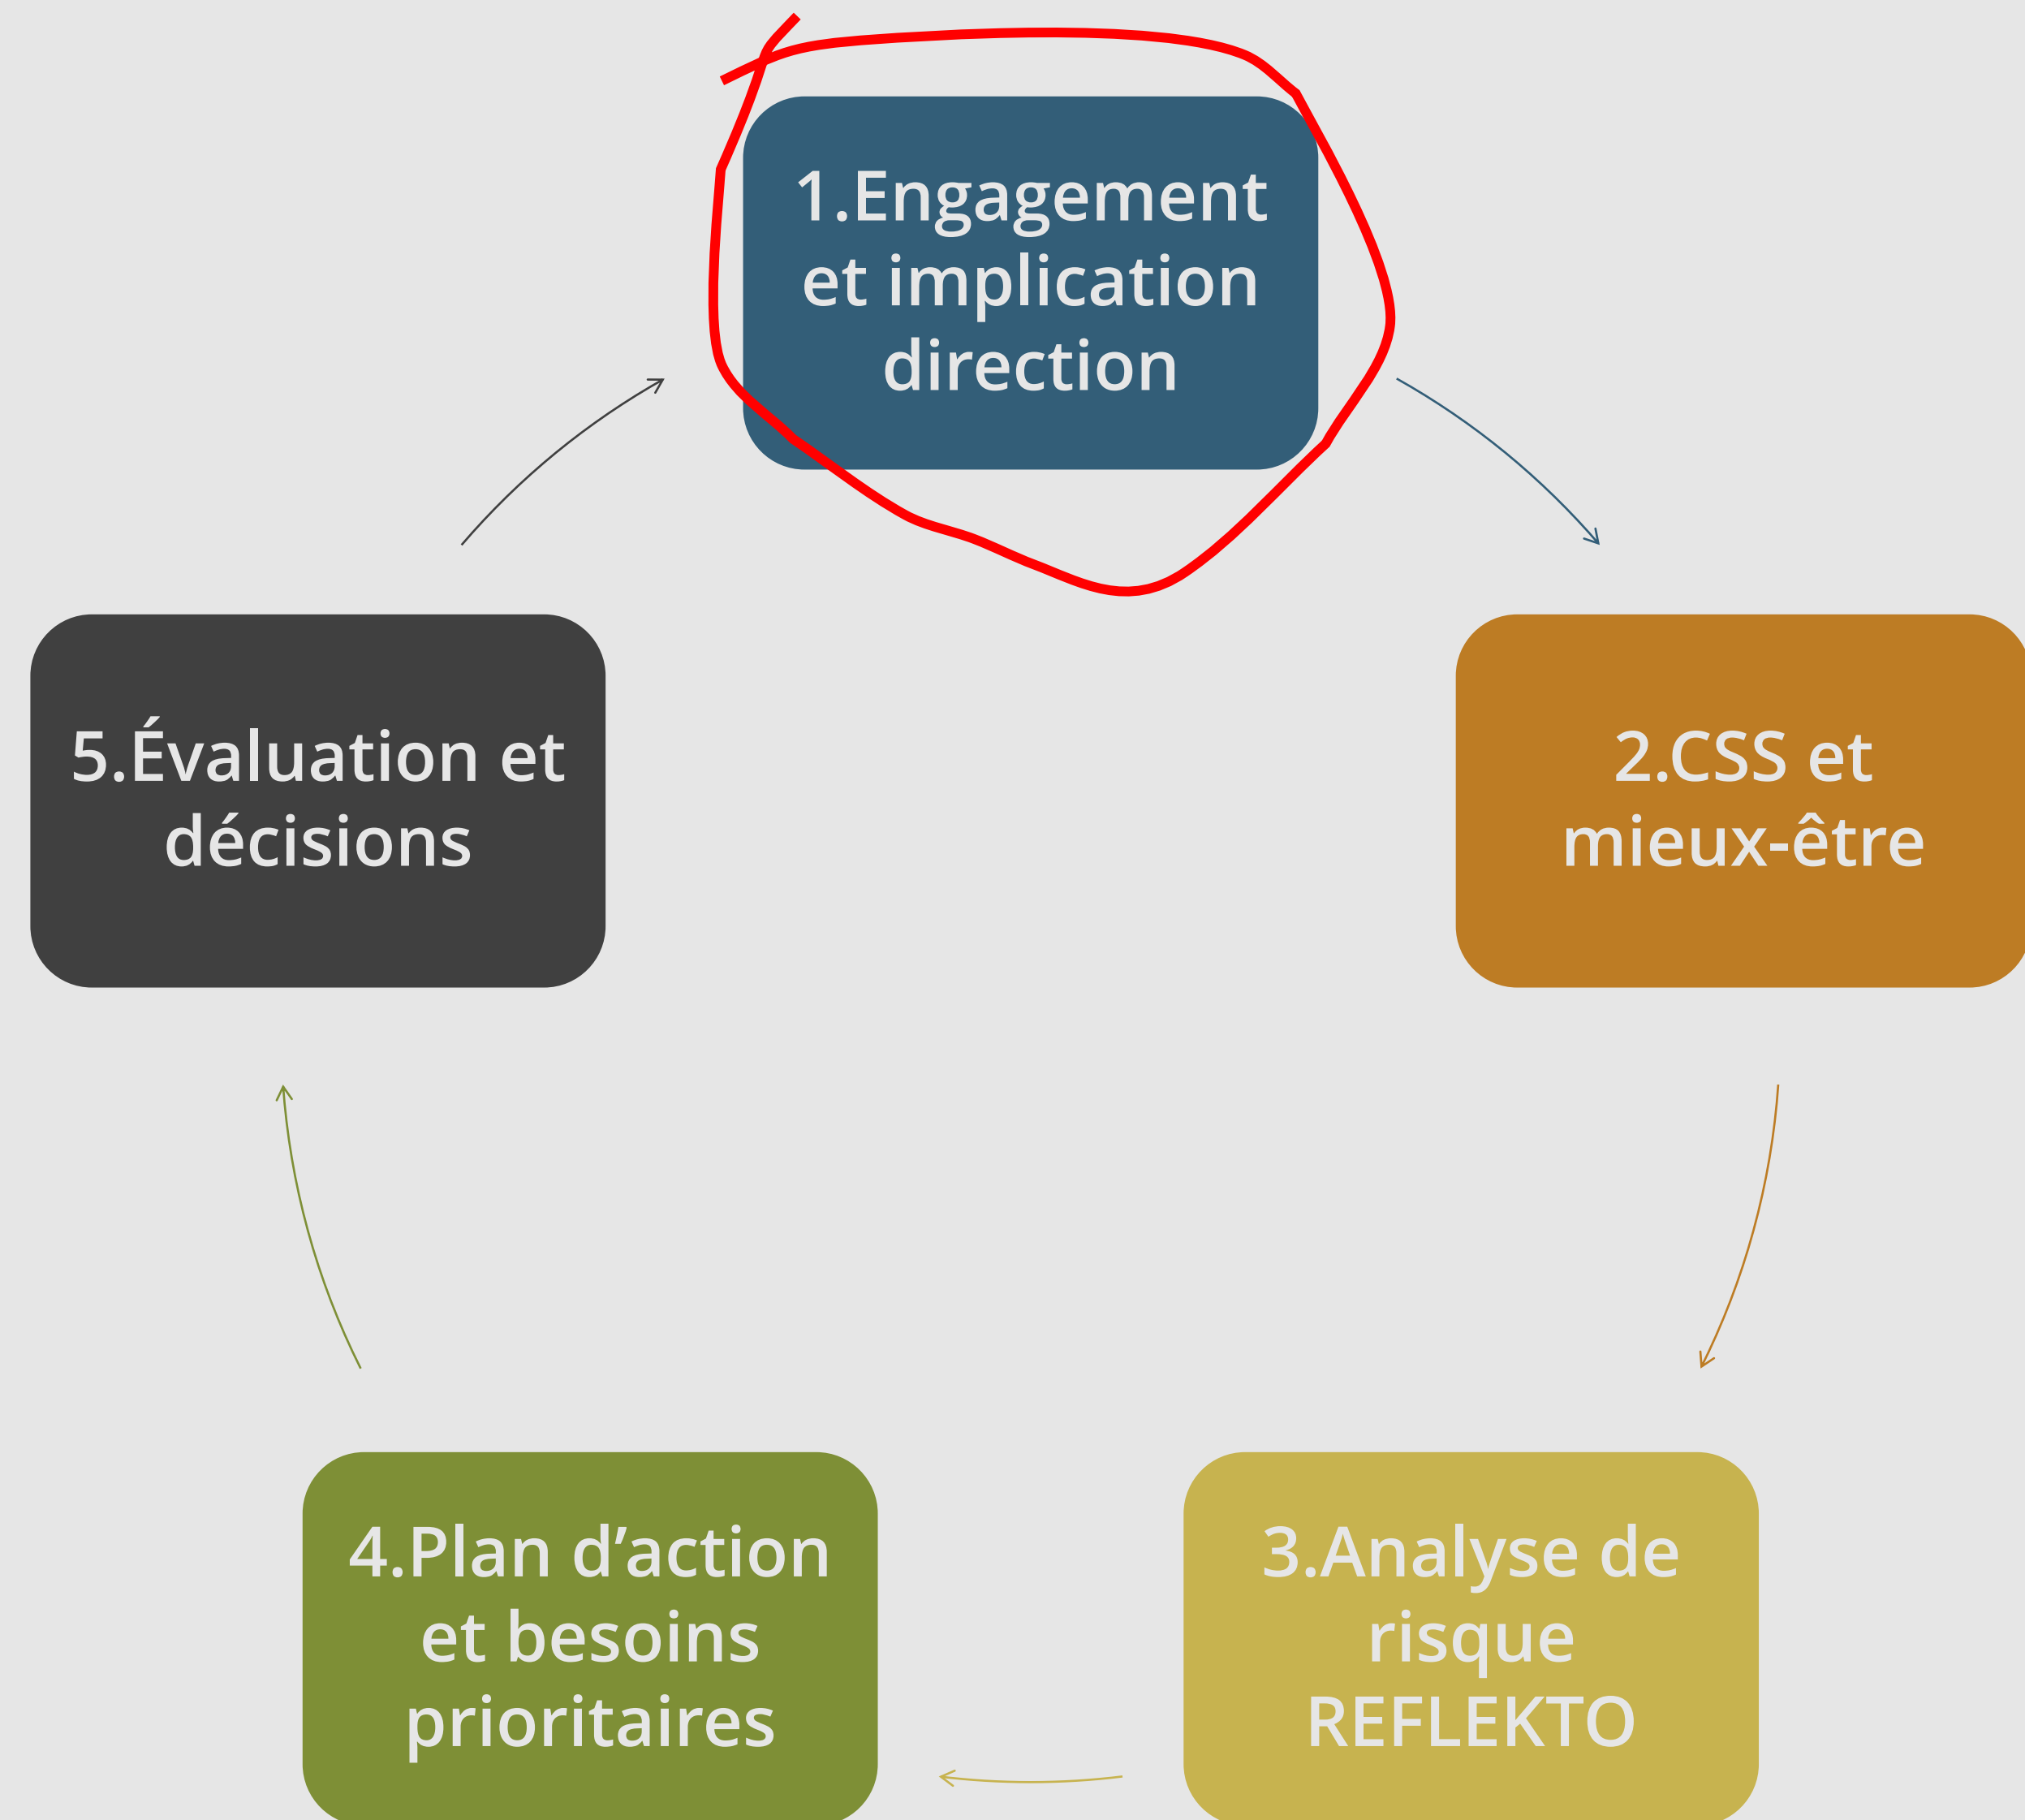 1.Engagement
et implication
direction
2.CSS et
mieux-être
3.Analyse de
risque
REFLEKTO
4.Plan d'action
et besoins
prioritaires
5.Évaluation et
décisions